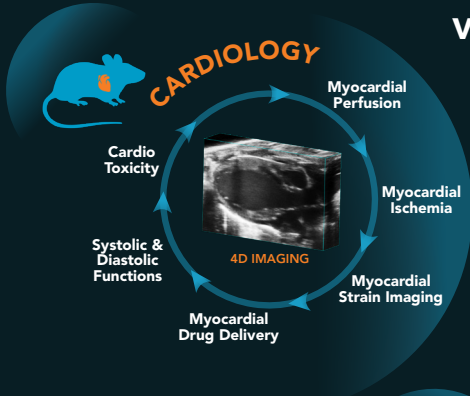 V
CARDIOLOGY
Myocardial
Perfusion
Cardio
Toxicity
Myocardial
Ischemia
4D IMAGING
Systolic &
Diastolic
Functions
Myocardial
Strain Imaging
Myocardial
Drug Delivery